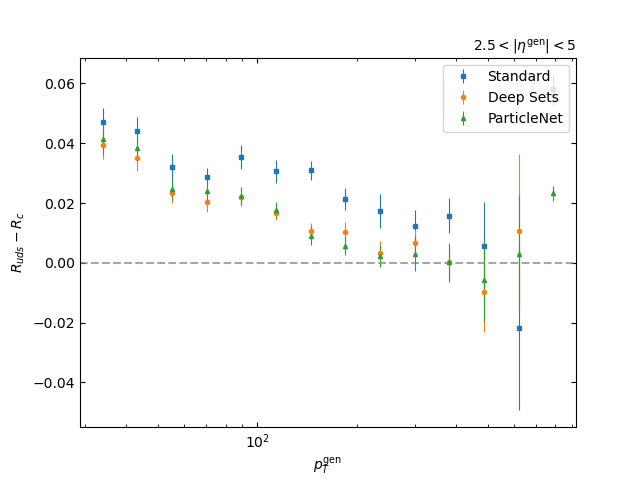 2.5 < |η^gen| < 5
Standard
Deep Sets
ParticleNet
0.06
0.04
0.02
0.00
−0.02
−0.04
R_uds − R_c
10^2
p_T^gen